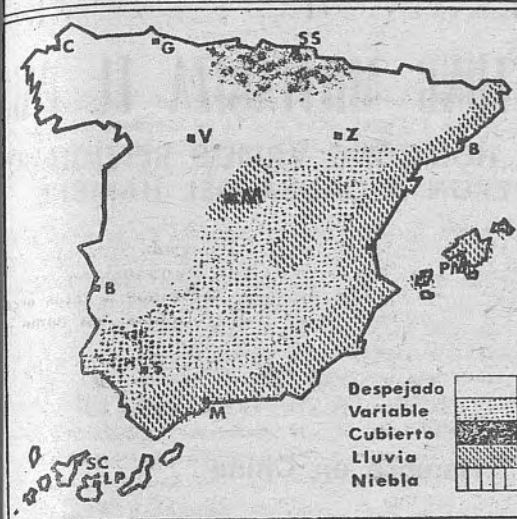 C
G
SS
V
Z
B
M
PM
B
S
M
SC
LP
Despejado
Variable
Cubierto
Lluvia
Niebla